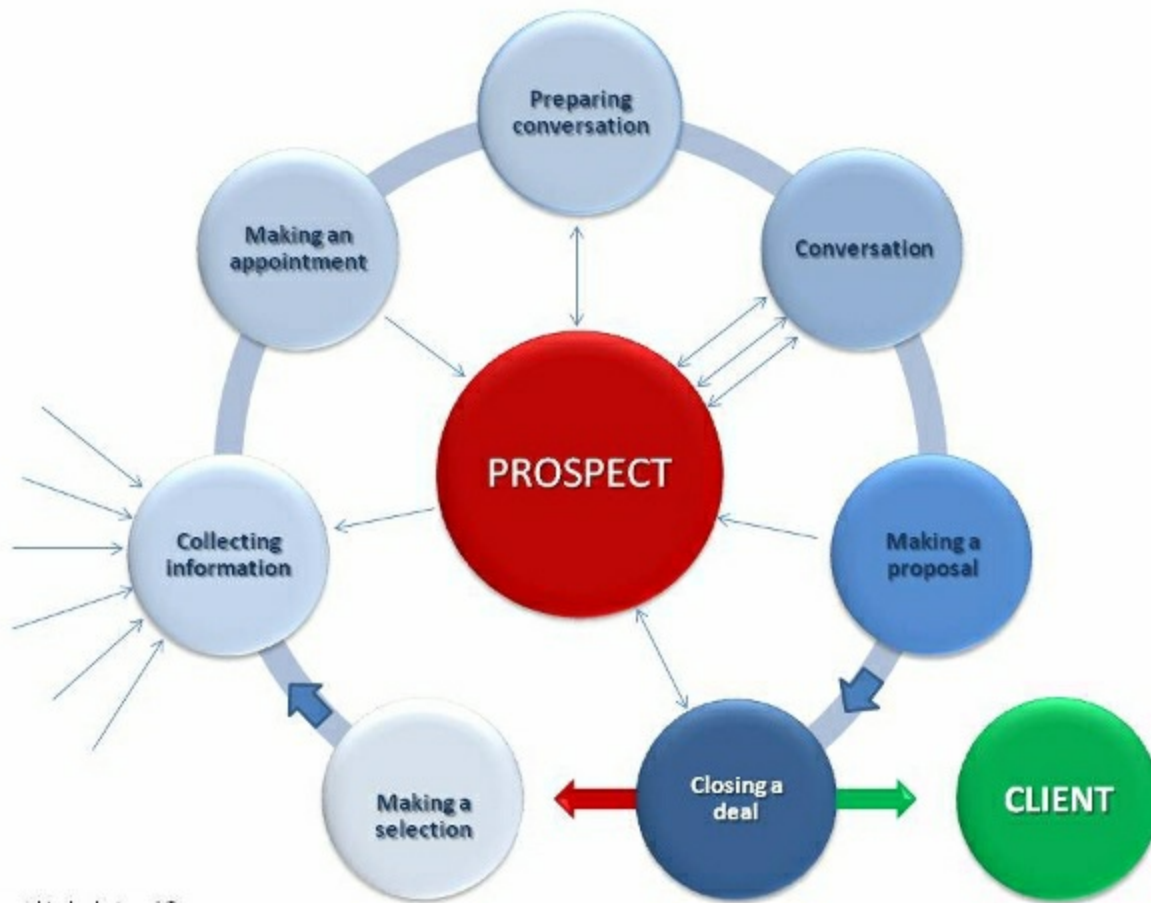 Preparing
conversation
Making an
appointment
Conversation
PROSPECT
Collecting
information
Making a
proposal
Making a
selection
Closing a
deal
CLIENT